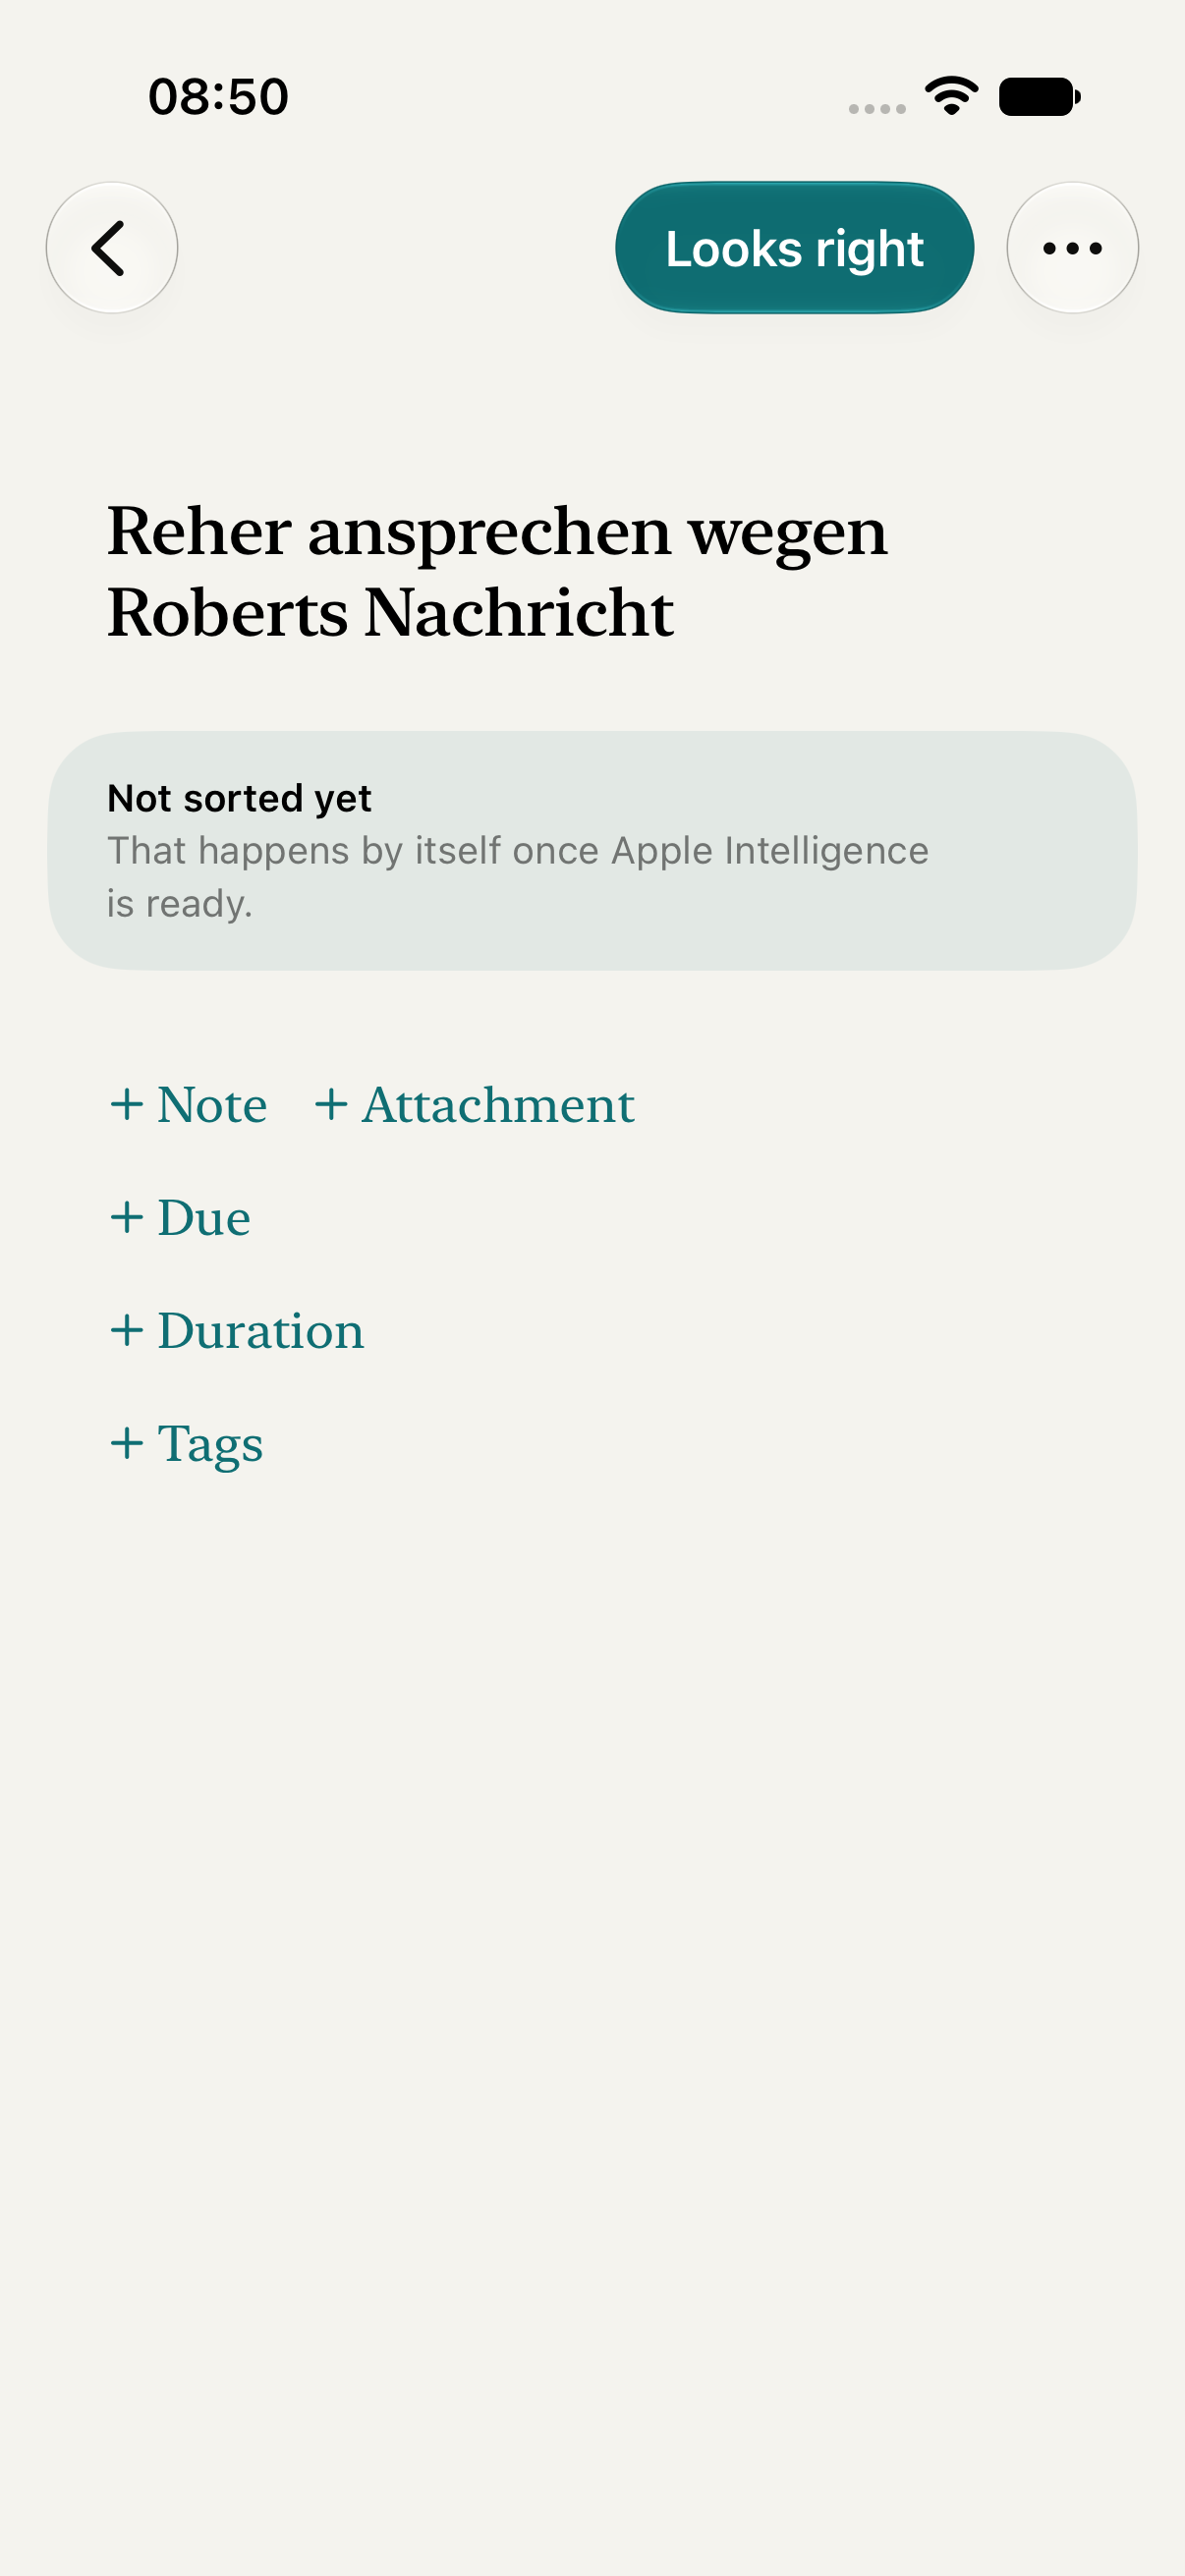 08:50
Looks right
Reher ansprechen wegen
Roberts Nachricht
Not sorted yet
That happens by itself once Apple Intelligence
is ready.
+ Note + Attachment
+ Due
+ Duration
+ Tags